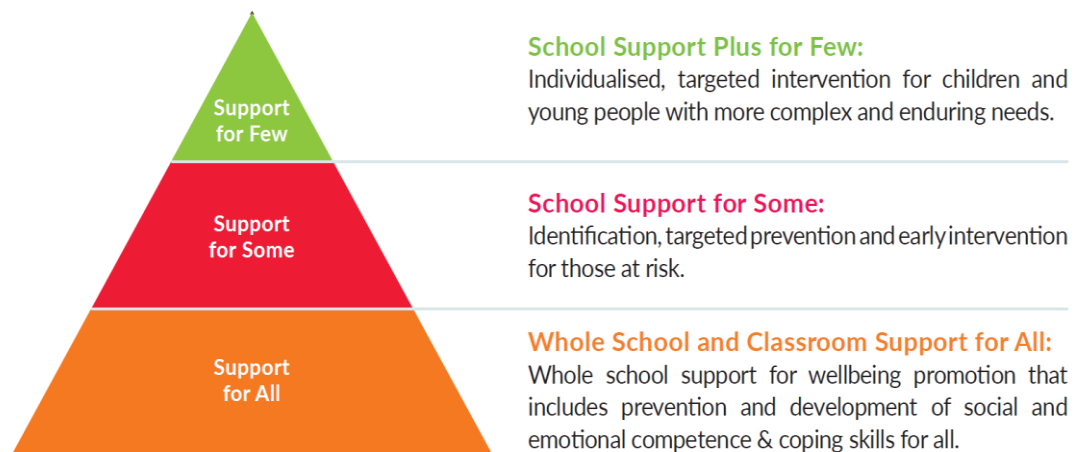 Support
for Few
School Support Plus for Few:
Individualised, targeted intervention for children and
young people with more complex and enduring needs.
Support
for Some
School Support for Some:
Identification, targeted prevention and early intervention
for those at risk.
Support
for All
Whole School and Classroom Support for All:
Whole school support for wellbeing promotion that
includes prevention and development of social and
emotional competence & coping skills for all.